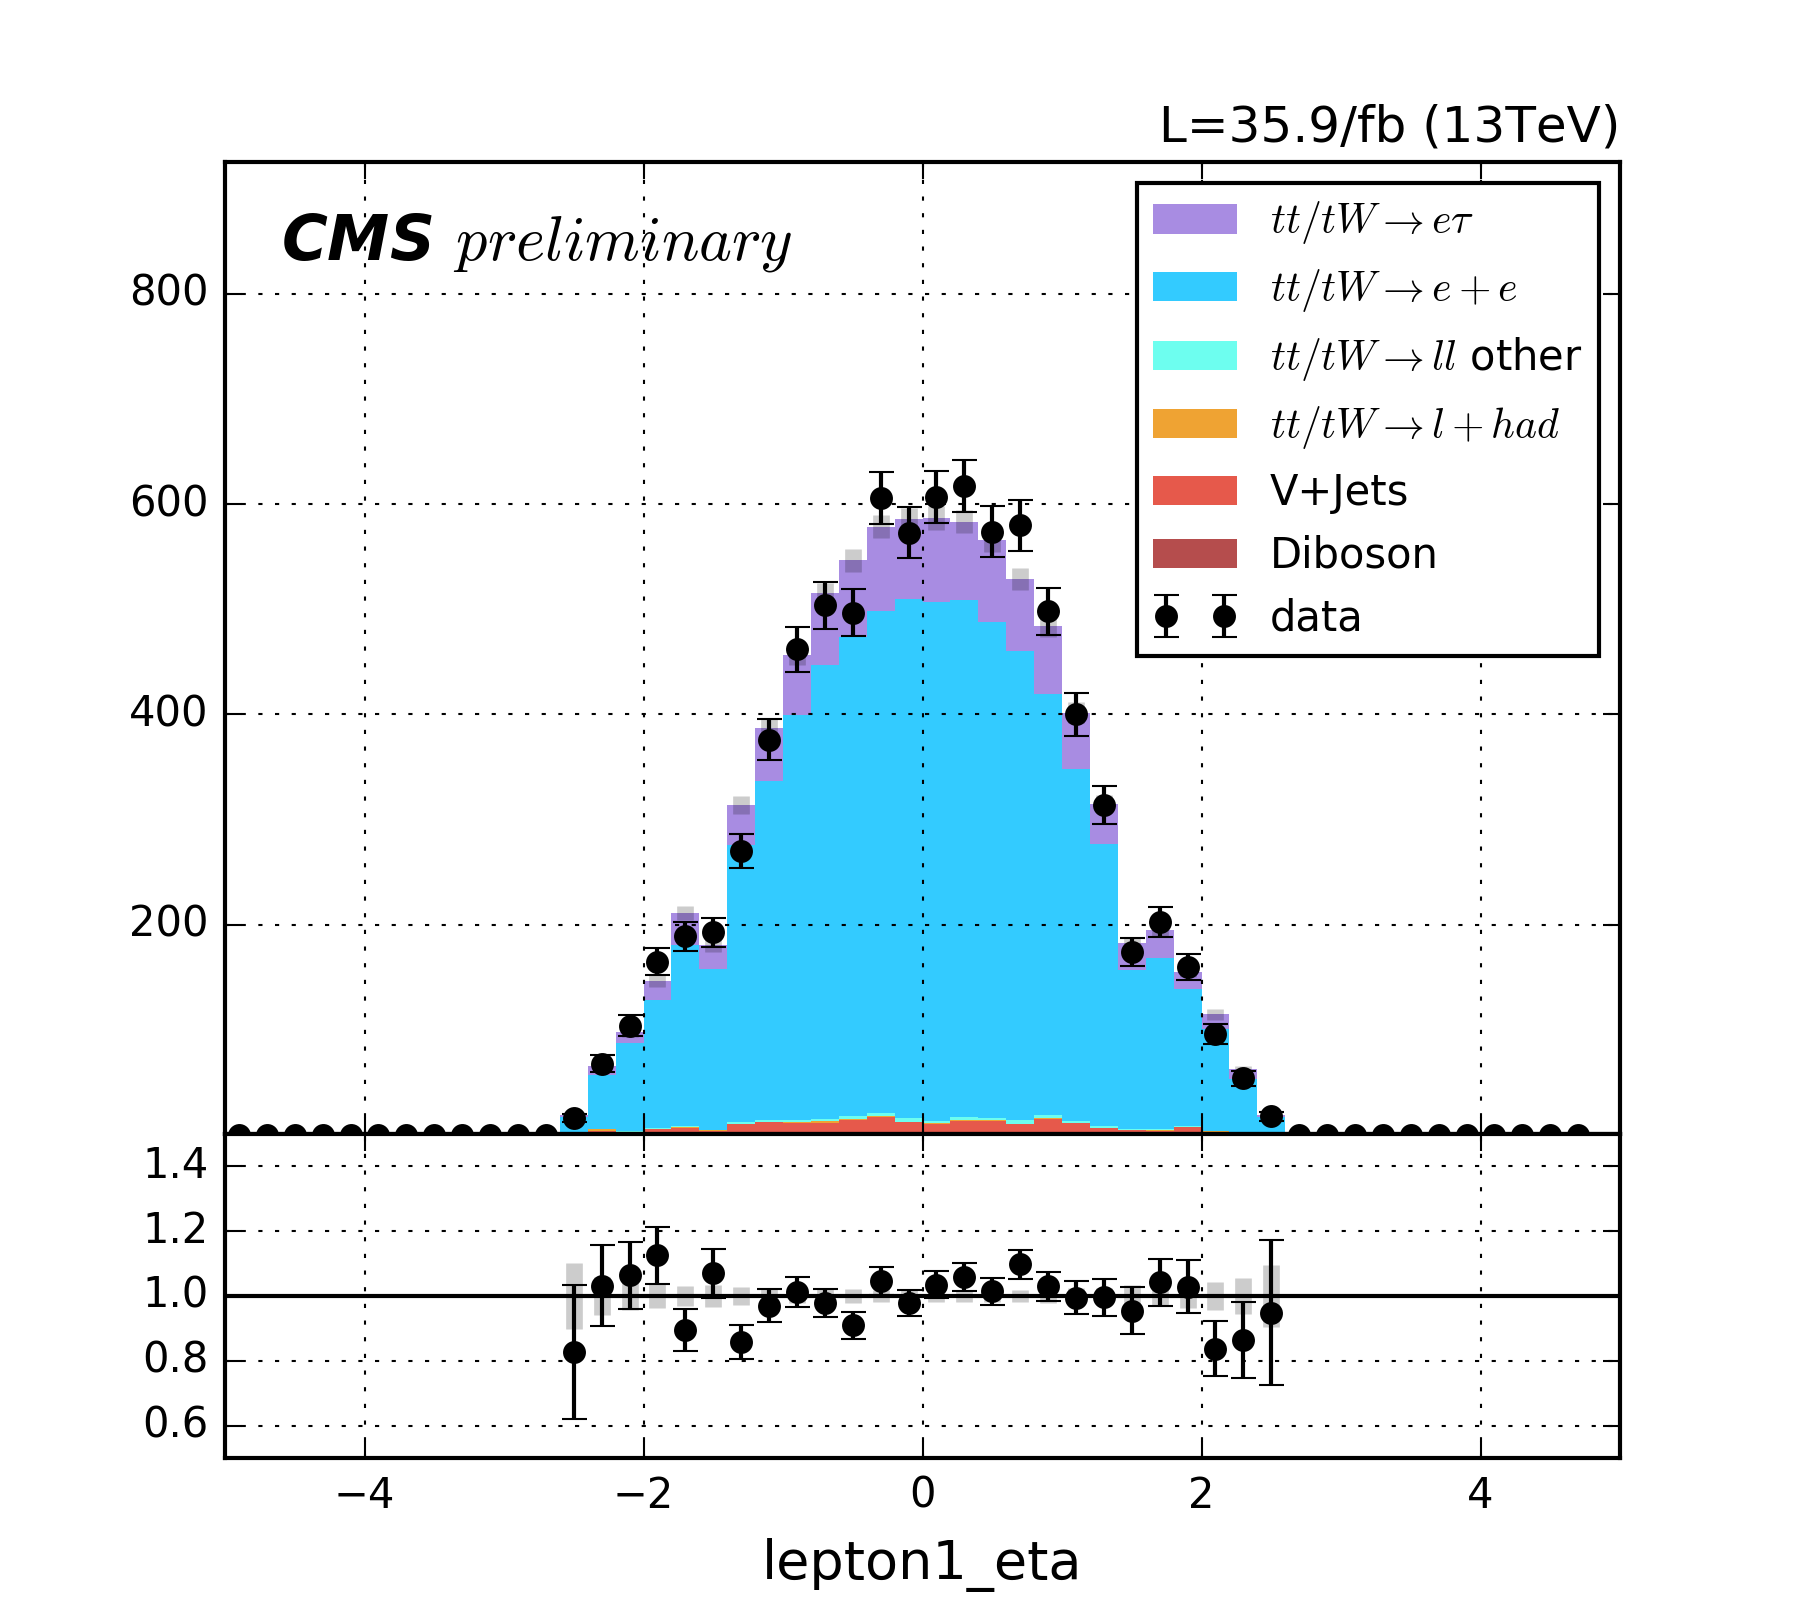 L=35.9/fb (13TeV)
CMS preliminary
tt/tW→eτ
tt/tW→e+e
tt/tW→ll other
tt/tW→l+had
V+Jets
Diboson
data
800
600
400
200
1.4
1.2
1.0
0.8
0.6
−4 −2 0 2 4
lepton1_eta